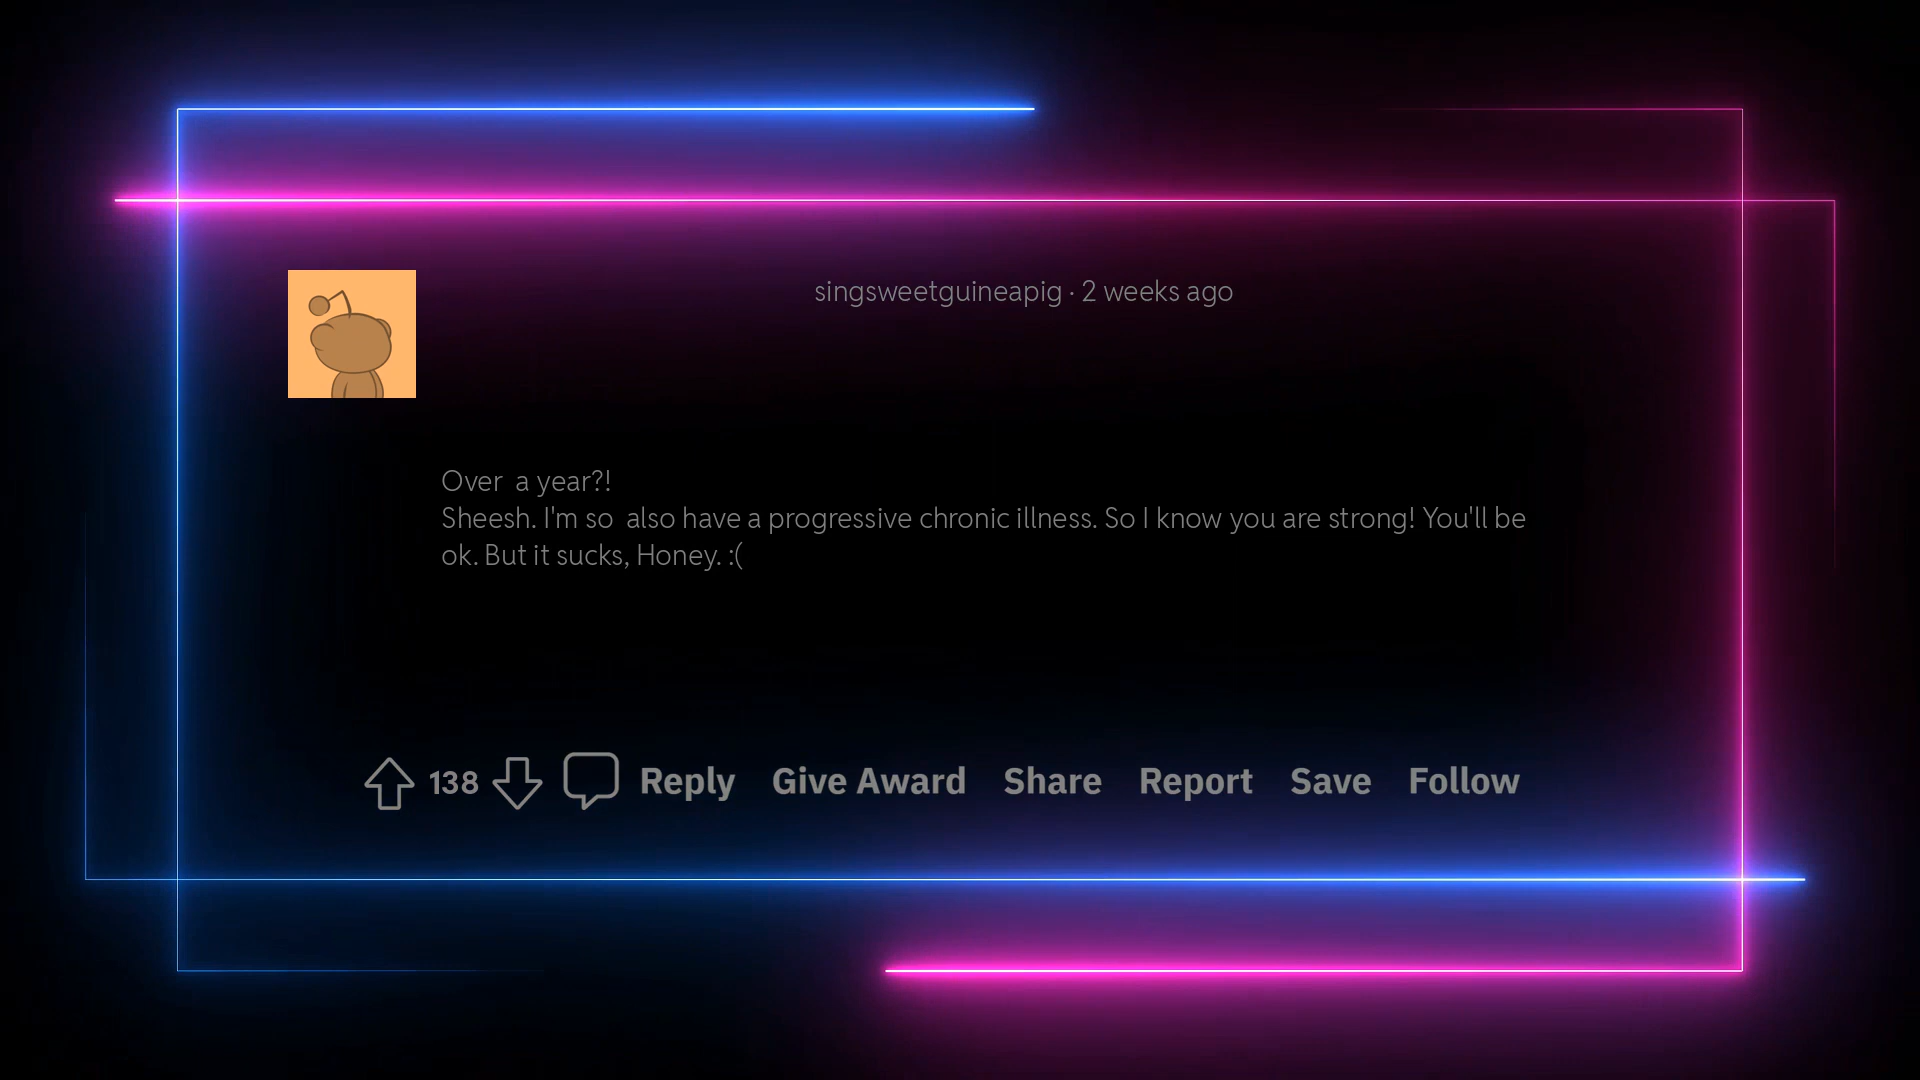 singsweetguineapig · 2 weeks ago
Over  a year?!
Sheesh. I'm so  also have a progressive chronic illness. So I know you are strong! You'll be
ok. But it sucks, Honey. :(
138 Reply Give Award Share Report Save Follow